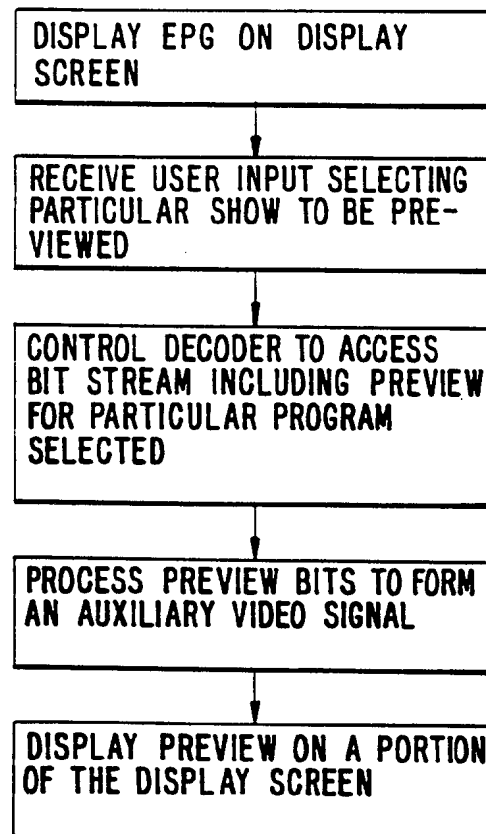 DISPLAY EPG ON DISPLAY
SCREEN
RECEIVE USER INPUT SELECTING
PARTICULAR SHOW TO BE PRE-
VIEWED
CONTROL DECODER TO ACCESS
BIT STREAM INCLUDING PREVIEW
FOR PARTICULAR PROGRAM
SELECTED
PROCESS PREVIEW BITS TO FORM
AN AUXILIARY VIDEO SIGNAL
DISPLAY PREVIEW ON A PORTION
OF THE DISPLAY SCREEN